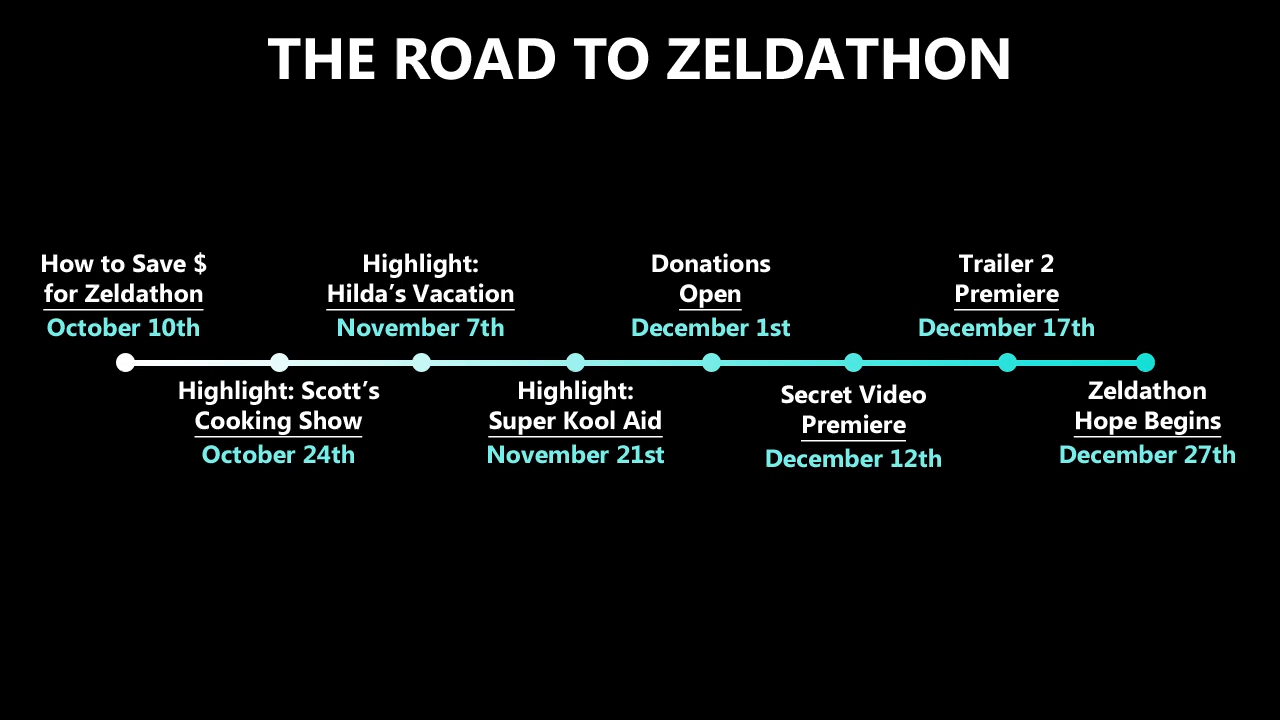 THE ROAD TO ZELDATHON
How to Save $
for Zeldathon
October 10th
Highlight: Scott’s
Cooking Show
October 24th
Highlight:
Hilda’s Vacation
November 7th
Highlight:
Super Kool Aid
November 21st
Donations
Open
December 1st
Secret Video
Premiere
December 12th
Trailer 2
Premiere
December 17th
Zeldathon
Hope Begins
December 27th